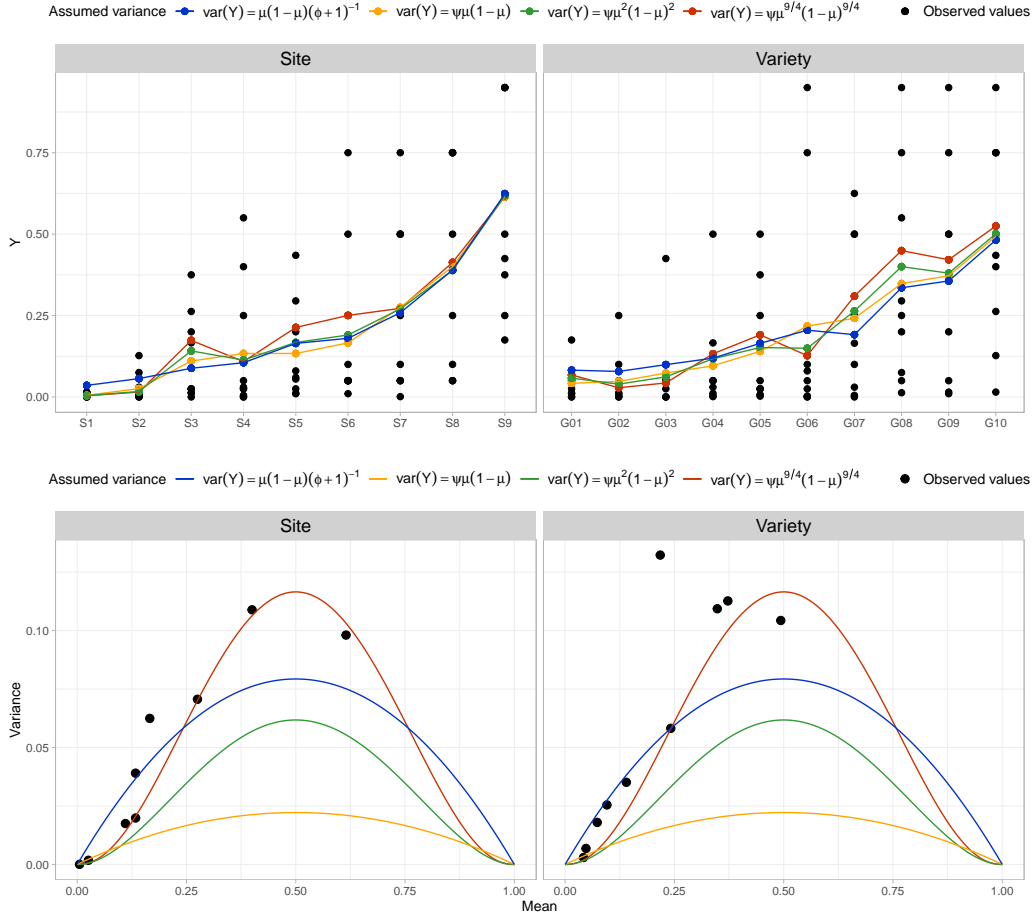 Assumed variance var(Y) = μ(1−μ)(ϕ+1)⁻¹ var(Y) = ψμ(1−μ) var(Y) = ψμ²(1−μ)² var(Y) = ψμ^{9/4}(1−μ)^{9/4} Observed values
Site Variety
0.75
0.50
0.25
0.00
Y
S1 S2 S3 S4 S5 S6 S7 S8 S9 G01 G02 G03 G04 G05 G06 G07 G08 G09 G10
Assumed variance var(Y) = μ(1−μ)(ϕ+1)⁻¹ var(Y) = ψμ(1−μ) var(Y) = ψμ²(1−μ)² var(Y) = ψμ^{9/4}(1−μ)^{9/4} Observed values
Site Variety
0.10
0.05
0.00
Variance
0.00 0.25 0.50 0.75 1.00 0.00 0.25 0.50 0.75 1.00
Mean